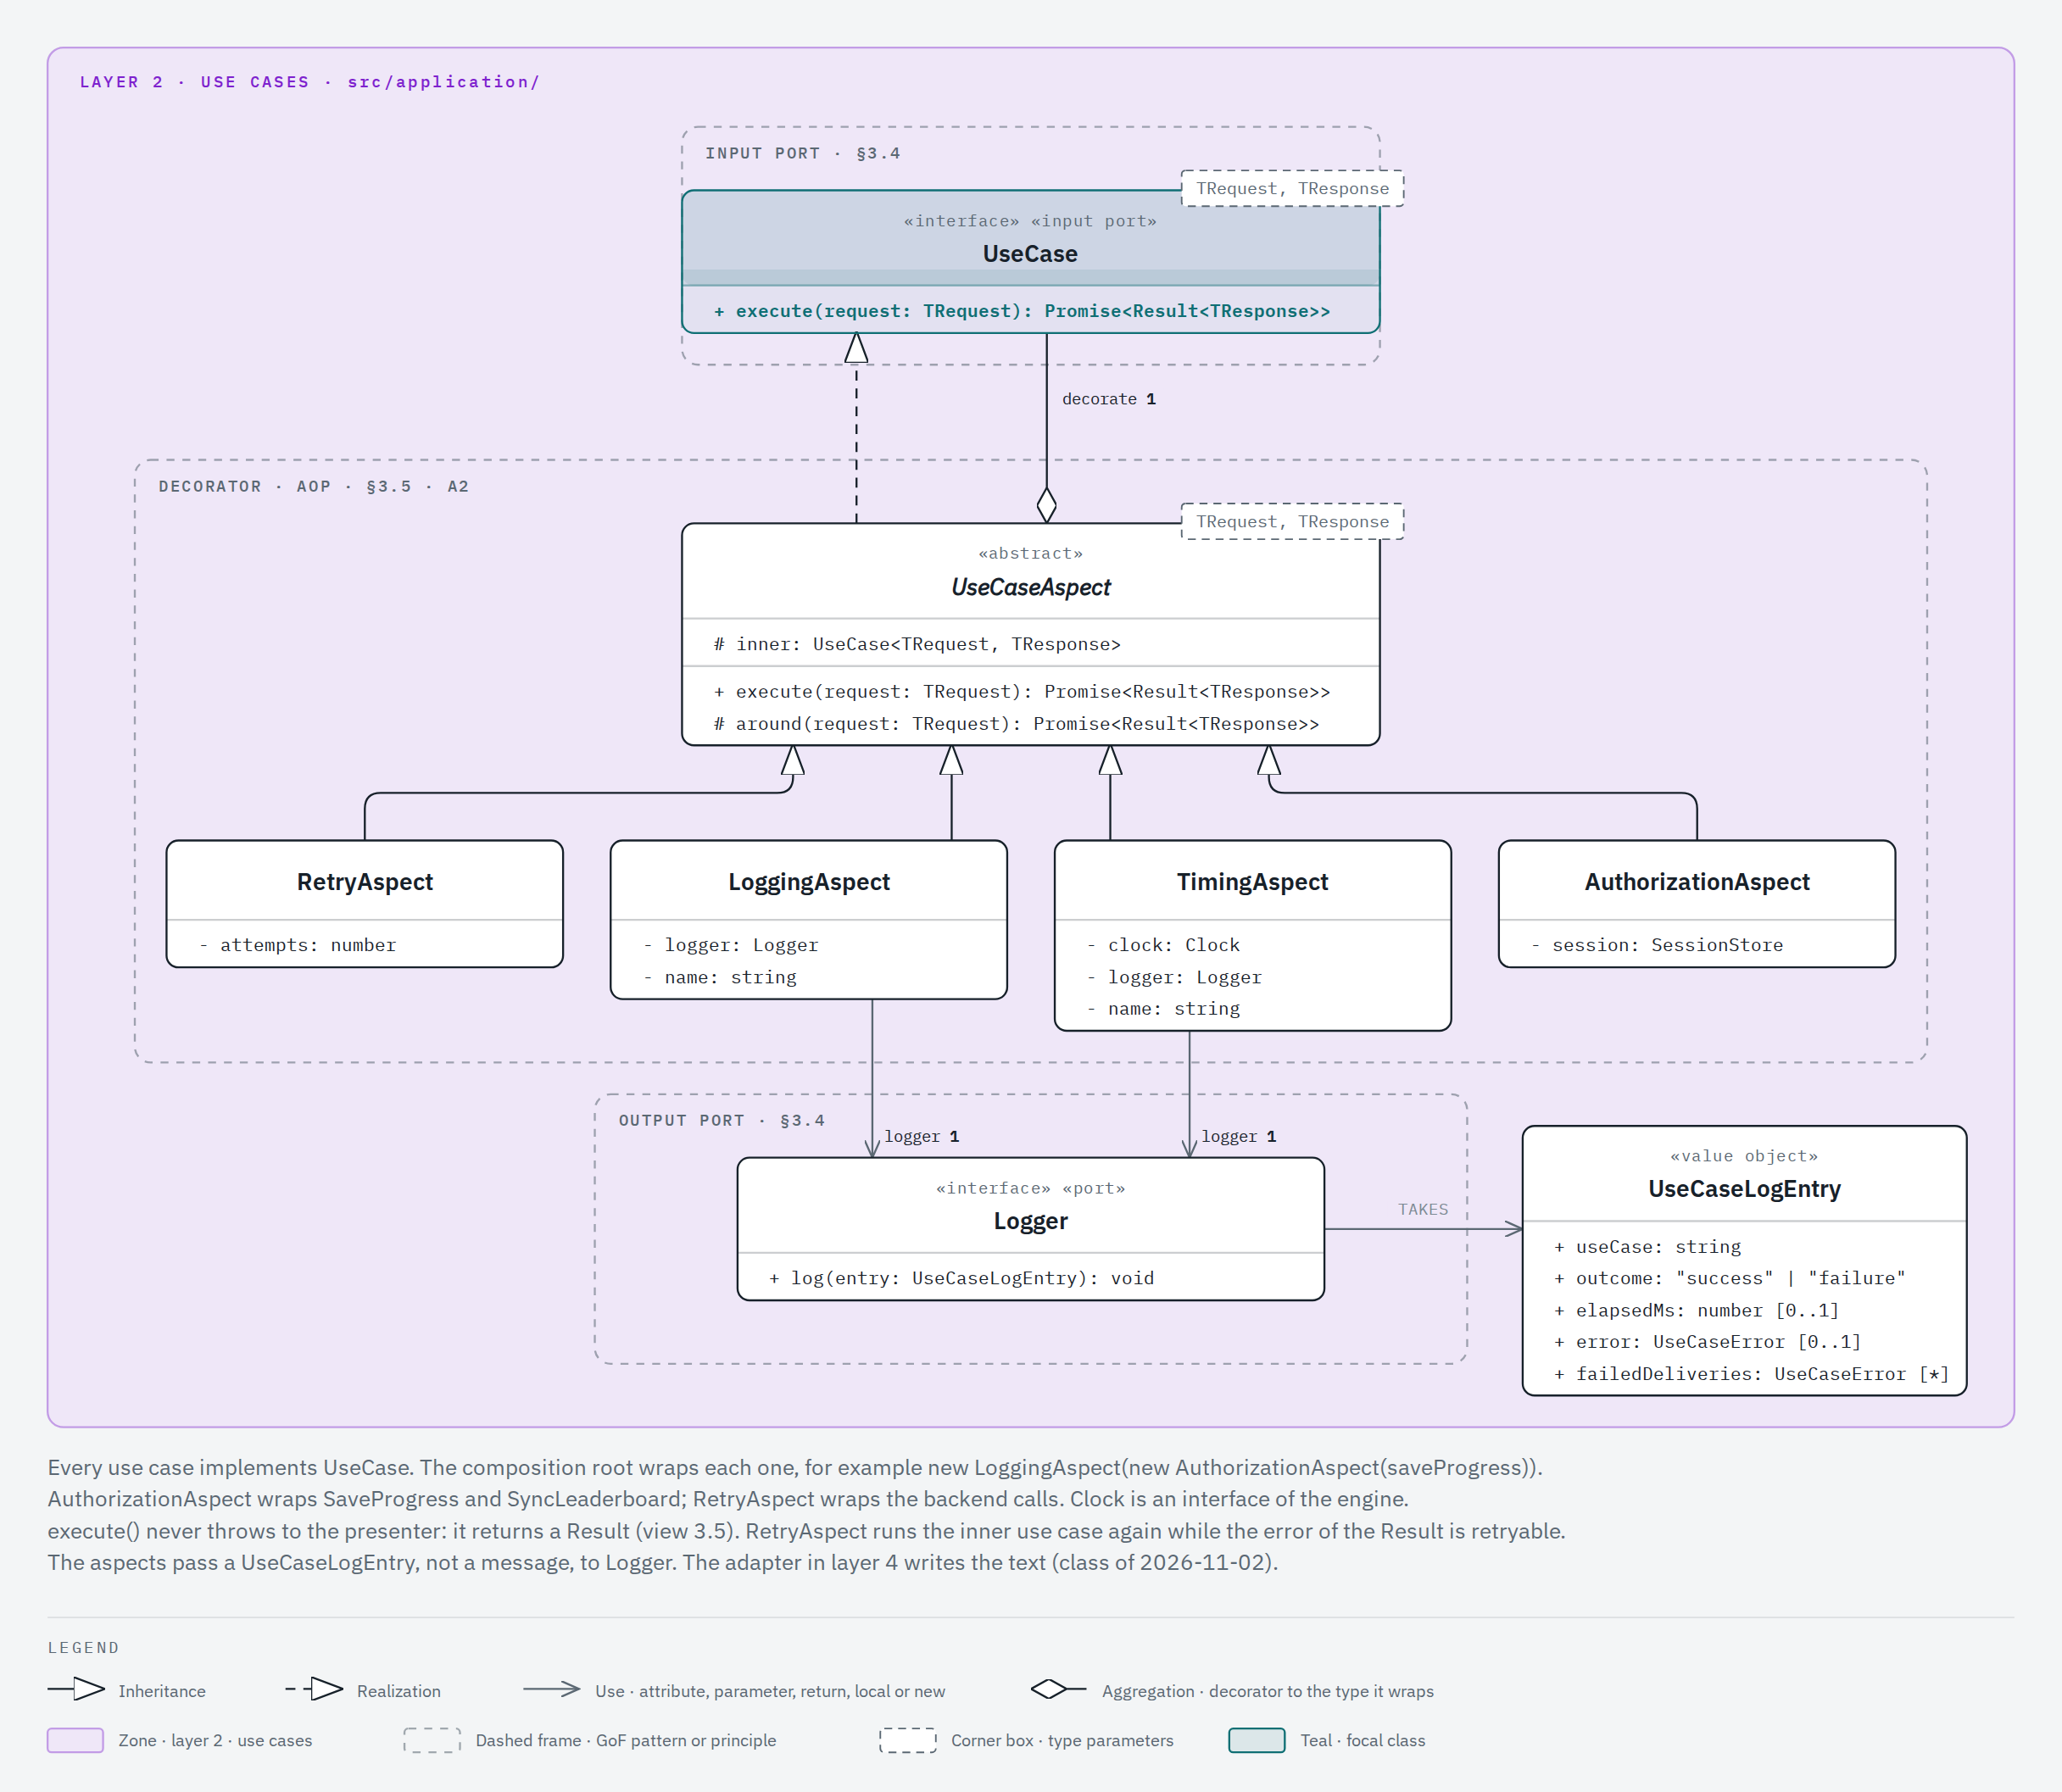 LAYER 2 · USE CASES · src/application/
INPUT PORT · §3.4
TRequest, TResponse
«interface» «input port»
UseCase
+ execute(request: TRequest): Promise<Result<TResponse>>
decorate 1
DECORATOR · AOP · §3.5 · A2
TRequest, TResponse
«abstract»
UseCaseAspect
# inner: UseCase<TRequest, TResponse>
+ execute(request: TRequest): Promise<Result<TResponse>>
# around(request: TRequest): Promise<Result<TResponse>>
RetryAspect
- attempts: number
LoggingAspect
- logger: Logger
- name: string
TimingAspect
- clock: Clock
- logger: Logger
- name: string
AuthorizationAspect
- session: SessionStore
OUTPUT PORT · §3.4
logger 1
logger 1
«interface» «port»
Logger
+ log(entry: UseCaseLogEntry): void
TAKES
«value object»
UseCaseLogEntry
+ useCase: string
+ outcome: "success" | "failure"
+ elapsedMs: number [0..1]
+ error: UseCaseError [0..1]
+ failedDeliveries: UseCaseError [*]
Every use case implements UseCase. The composition root wraps each one, for example new LoggingAspect(new AuthorizationAspect(saveProgress)).
AuthorizationAspect wraps SaveProgress and SyncLeaderboard; RetryAspect wraps the backend calls. Clock is an interface of the engine.
execute() never throws to the presenter: it returns a Result (view 3.5). RetryAspect runs the inner use case again while the error of the Result is retryable.
The aspects pass a UseCaseLogEntry, not a message, to Logger. The adapter in layer 4 writes the text (class of 2026-11-02).
LEGEND
Inheritance
Realization
Use · attribute, parameter, return, local or new
Aggregation · decorator to the type it wraps
Zone · layer 2 · use cases
Dashed frame · GoF pattern or principle
Corner box · type parameters
Teal · focal class